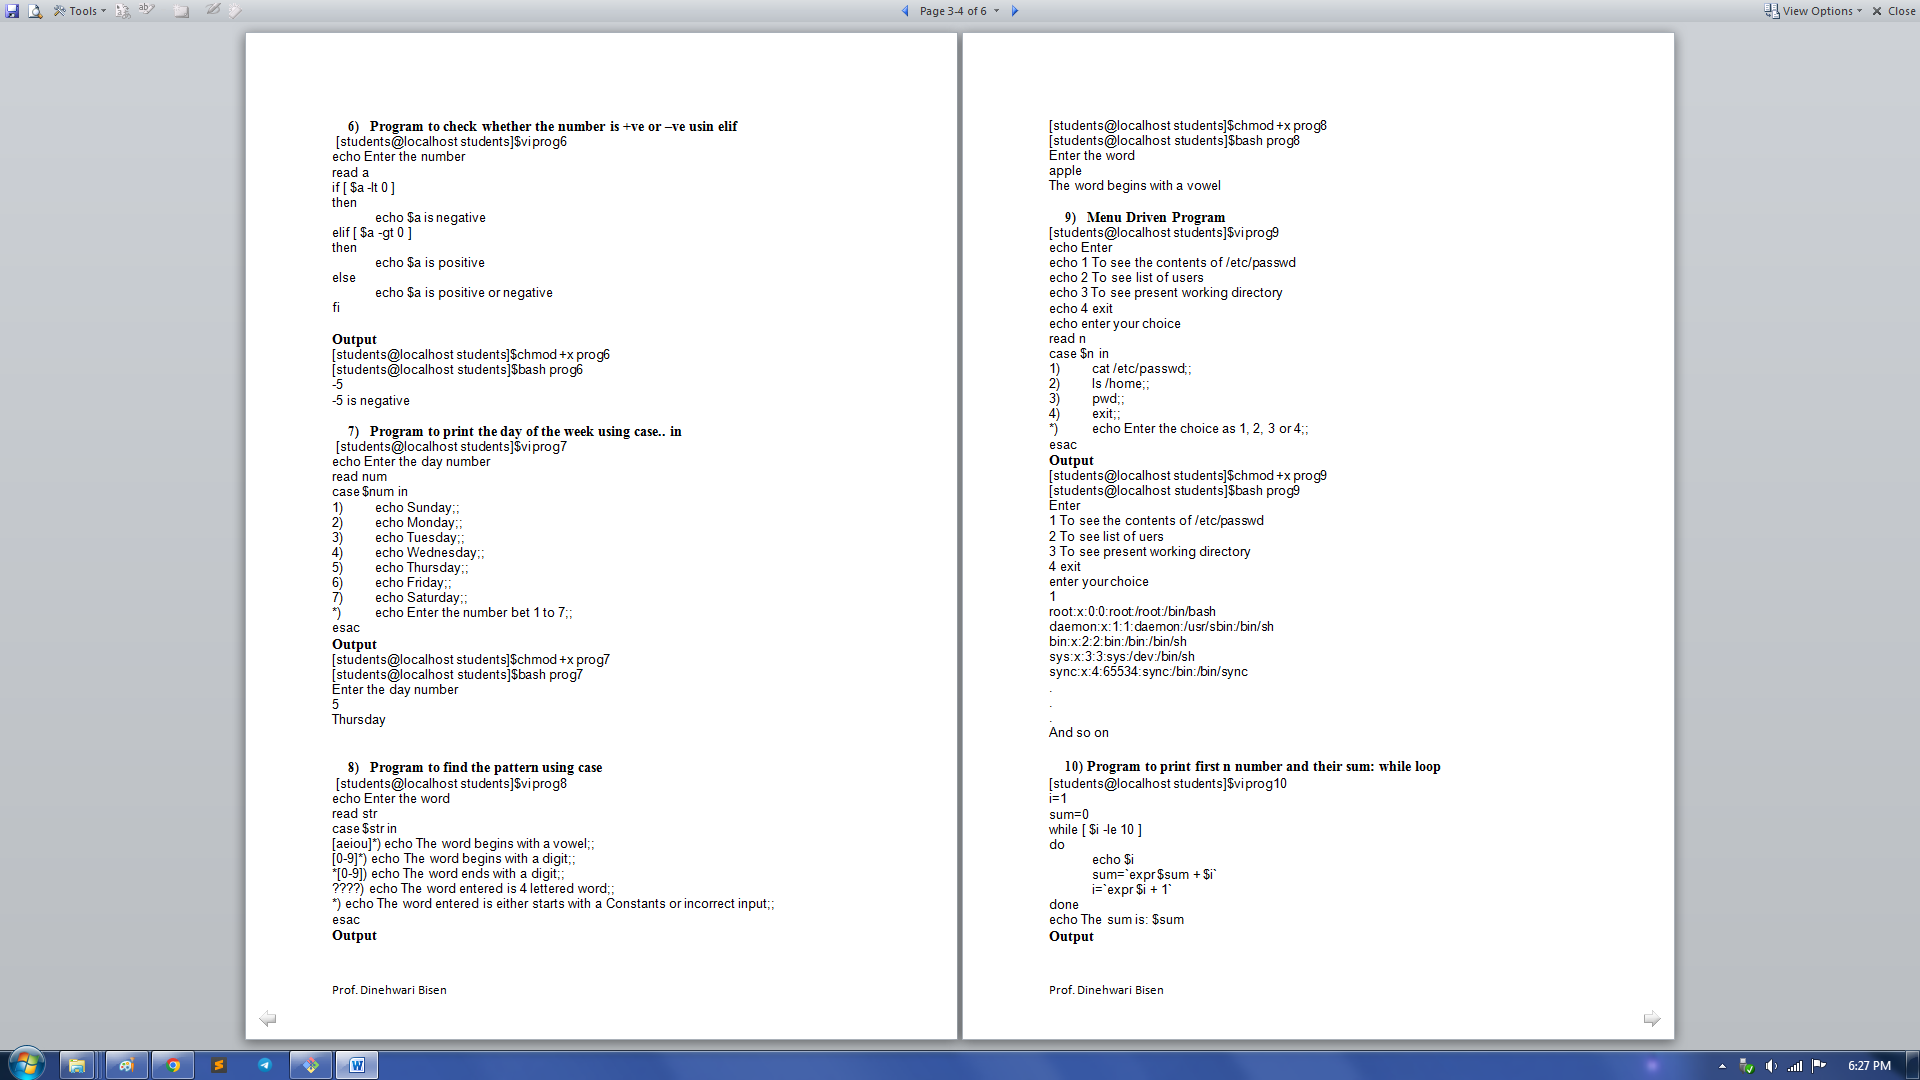 Tools
Page 3-4 of 6
View Options
Close
6) Program to check whether the number is +ve or –ve usin elif
[students@localhost students]$vi prog6
echo Enter the number
read a
if [ $a -lt 0 ]
then
echo $a is negative
elif [ $a -gt 0 ]
then
echo $a is positive
else
echo $a is positive or negative
fi
Output
[students@localhost students]$chmod +x prog6
[students@localhost students]$bash prog6
-5
-5 is negative
7) Program to print the day of the week using case.. in
[students@localhost students]$vi prog7
echo Enter the day number
read num
case $num in
1) echo Sunday;;
2) echo Monday;;
3) echo Tuesday;;
4) echo Wednesday;;
5) echo Thursday;;
6) echo Friday;;
7) echo Saturday;;
*) echo Enter the number bet 1 to 7;;
esac
Output
[students@localhost students]$chmod +x prog7
[students@localhost students]$bash prog7
Enter the day number
5
Thursday
8) Program to find the pattern using case
[students@localhost students]$vi prog8
echo Enter the word
read str
case $str in
[aeiou]*) echo The word begins with a vowel;;
[0-9]*) echo The word begins with a digit;;
*[0-9]) echo The word ends with a digit;;
????) echo The word entered is 4 lettered word;;
*) echo The word entered is either starts with a Constants or incorrect input;;
esac
Output
Prof. Dinehwari Bisen
[students@localhost students]$chmod +x prog8
[students@localhost students]$bash prog8
Enter the word
apple
The word begins with a vowel
9) Menu Driven Program
[students@localhost students]$vi prog9
echo Enter
echo 1 To see the contents of /etc/passwd
echo 2 To see list of users
echo 3 To see present working directory
echo 4 exit
echo enter your choice
read n
case $n in
1) cat /etc/passwd;;
2) ls /home;;
3) pwd;;
4) exit;;
*) echo Enter the choice as 1, 2, 3 or 4;;
esac
Output
[students@localhost students]$chmod +x prog9
[students@localhost students]$bash prog9
Enter
1 To see the contents of /etc/passwd
2 To see list of uers
3 To see present working directory
4 exit
enter your choice
1
root:x:0:0:root:/root:/bin/bash
daemon:x:1:1:daemon:/usr/sbin:/bin/sh
bin:x:2:2:bin:/bin:/bin/sh
sys:x:3:3:sys:/dev:/bin/sh
sync:x:4:65534:sync:/bin:/bin/sync
.
.
.
And so on
10) Program to print first n number and their sum: while loop
[students@localhost students]$vi prog10
i=1
sum=0
while [ $i -le 10 ]
do
echo $i
sum=`expr $sum + $i`
i=`expr $i + 1`
done
echo The sum is: $sum
Output
Prof. Dinehwari Bisen
6:27 PM